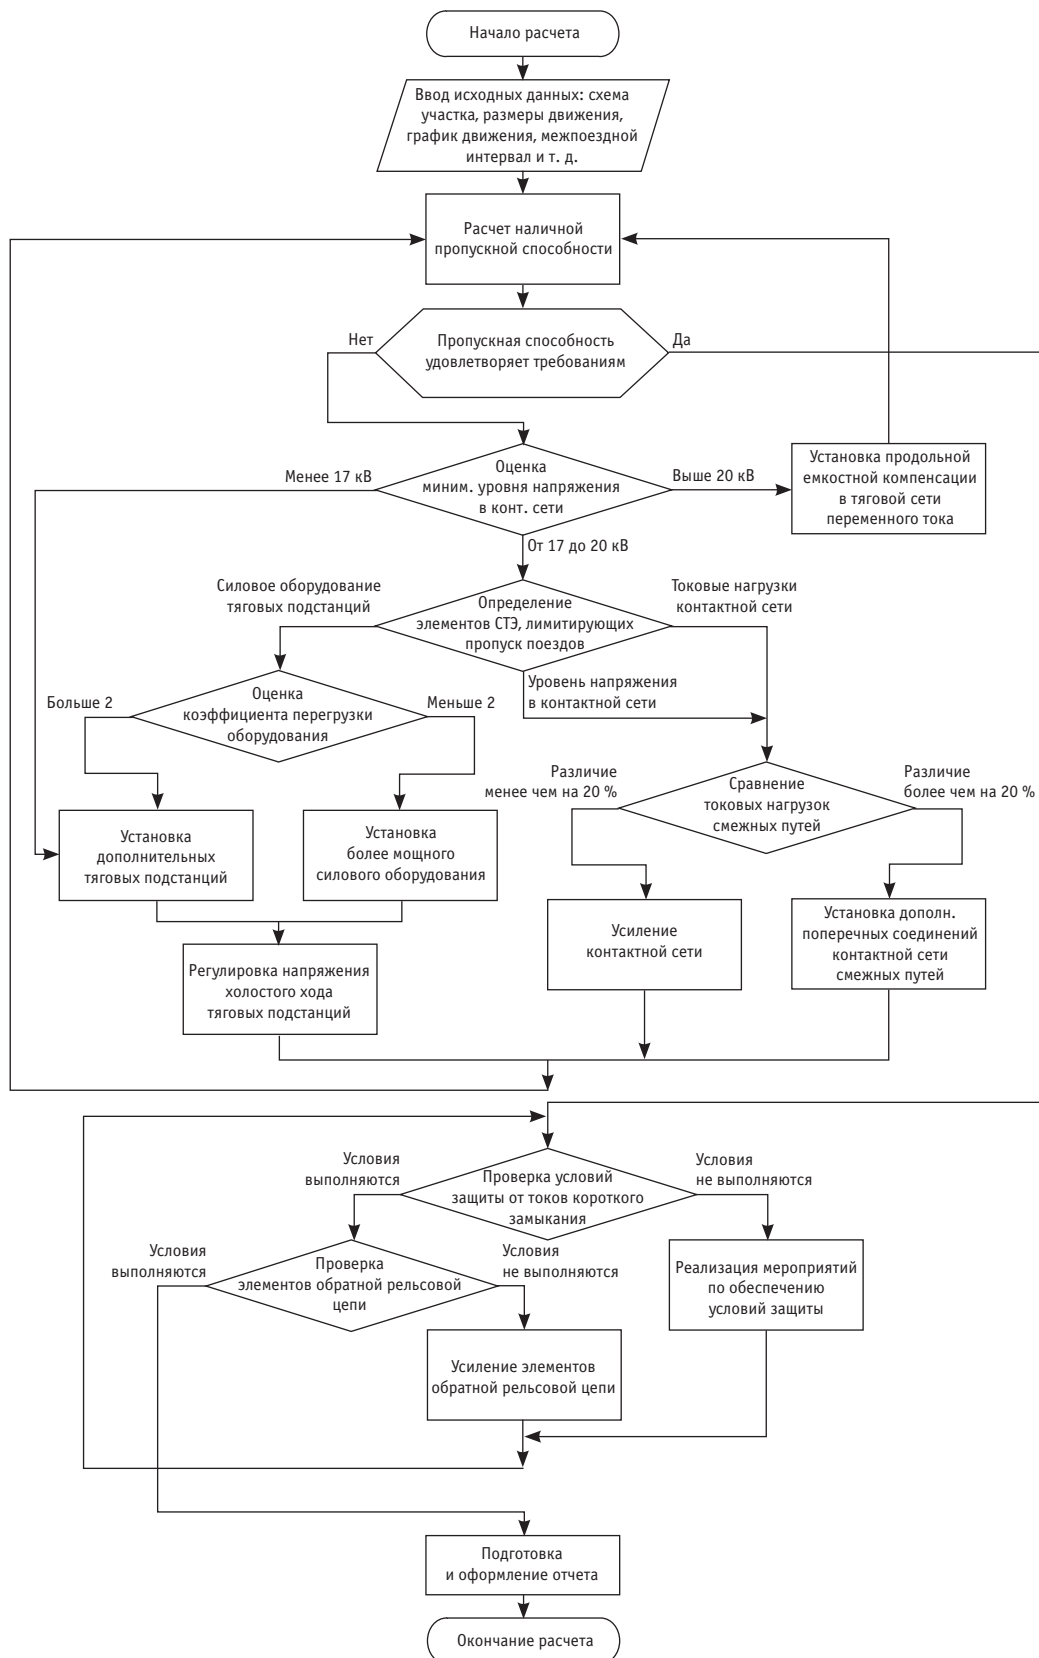 Начало расчета
Ввод исходных данных: схема
участка, размеры движения,
график движения, межпоездной
интервал и т. д.
Расчет наличной
пропускной способности
Нет
Пропускная способность
удовлетворяет требованиям
Да
Менее 17 кВ
Оценка
миним. уровня напряжения
в конт. сети
Выше 20 кВ
Установка продольной
емкостной компенсации
в тяговой сети
переменного тока
От 17 до 20 кВ
Силовое оборудование
тяговых подстанций
Определение
элементов СТЭ, лимитирующих
пропуск поездов
Токовые нагрузки
контактной сети
Уровень напряжения
в контактной сети
Больше 2
Оценка
коэффициента перегрузки
оборудования
Меньше 2
Различие
менее чем на 20 %
Сравнение
токовых нагрузок
смежных путей
Различие
более чем на 20 %
Установка
дополнительных
тяговых подстанций
Установка
более мощного
силового оборудования
Усиление
контактной сети
Установка дополн.
поперечных соединений
контактной сети
смежных путей
Регулировка напряжения
холостого хода
тяговых подстанций
Условия
выполняются
Проверка условий
защиты от токов короткого
замыкания
Условия
не выполняются
Условия
выполняются
Проверка
элементов обратной рельсовой
цепи
Условия
не выполняются
Реализация мероприятий
по обеспечению
условий защиты
Усиление элементов
обратной рельсовой цепи
Подготовка
и оформление отчета
Окончание расчета